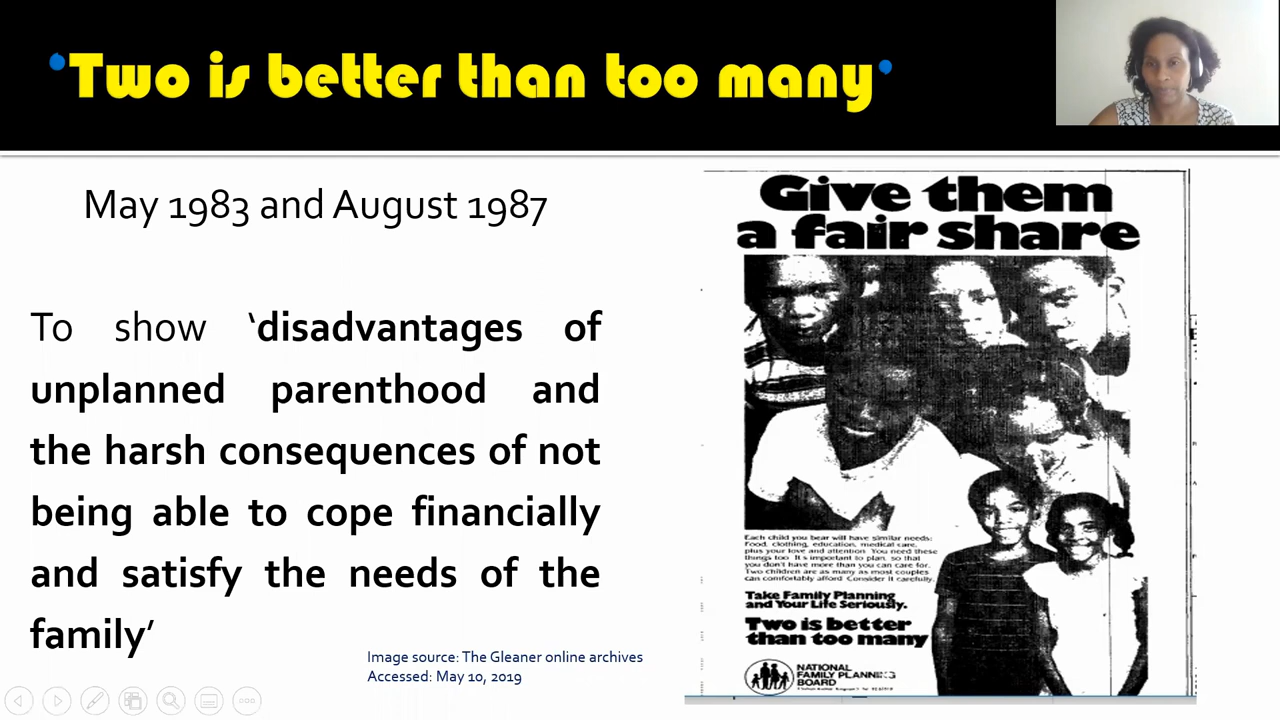 ‘Two is better than too many’
May 1983 and August 1987
To show ‘disadvantages of
unplanned parenthood and
the harsh consequences of not
being able to cope financially
and satisfy the needs of the
family’
Image source: The Gleaner online archives
Accessed: May 10, 2019
Give them
a fair share
Each child you bear will have similar needs:
Food, clothing, education, medical care,
plus your love and attention. You need these
things too. It's important to plan, so that
you don't have more than you can care for.
Two children are as many as most couples
can comfortably afford. Consider it carefully.
Take Family Planning
and Your Life Seriously.
Two is better
than too many
NATIONAL
FAMILY PLANNING
BOARD